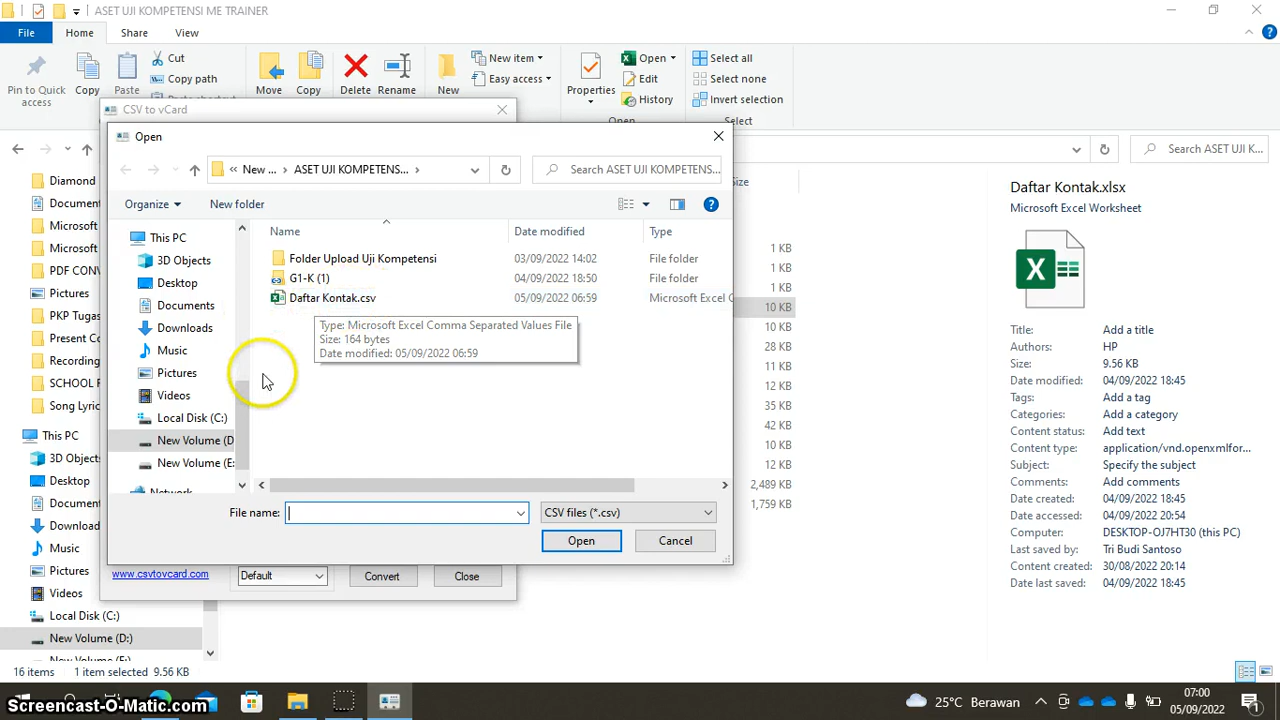 ASET UJI KOMPETENSI ME TRAINER
File
Home
Share
View
Pin to Quick access
Copy
Paste
Cut
Copy path
Move
Copy
Delete
Rename
New
New item
Easy access
Properties
Open
Edit
History
Select all
Select none
Invert selection
Open
Select
CSV to vCard
Open
« New ... › ASET UJI KOMPETENS... ›
Search ASET UJI KOMPETENS...
Search ASET UJI K...
Organize
New folder
Diamond
Document
Microsoft
Microsoft
PDF CONV
Pictures
PKP Tugas
Present Co
Recording
SCHOOL F
Song Lyric
This PC
3D Objects
Desktop
Document
Downloads
Music
Pictures
Videos
Local Disk (C:)
New Volume (D:)
This PC
3D Objects
Desktop
Documents
Downloads
Music
Pictures
Videos
Local Disk (C:)
New Volume (D
New Volume (E:
Network
Name
Date modified
Type
Size
Folder Upload Uji Kompetensi
03/09/2022 14:02
File folder
G1-K (1)
04/09/2022 18:50
File folder
Daftar Kontak.csv
05/09/2022 06:59
Microsoft Excel C
Type: Microsoft Excel Comma Separated Values File
Size: 164 bytes
Date modified: 05/09/2022 06:59
File name:
CSV files (*.csv)
Open
Cancel
www.csvtovcard.com
Default
Convert
Close
1 KB
1 KB
1 KB
10 KB
10 KB
28 KB
11 KB
12 KB
35 KB
42 KB
10 KB
12 KB
2,489 KB
1,759 KB
Daftar Kontak.xlsx
Microsoft Excel Worksheet
Title: Add a title
Authors: HP
Size: 9.56 KB
Date modified: 04/09/2022 18:45
Tags: Add a tag
Categories: Add a category
Content status: Add text
Content type: application/vnd.openxmlfor...
Subject: Specify the subject
Comments: Add comments
Date created: 04/09/2022 18:45
Date accessed: 04/09/2022 20:54
Computer: DESKTOP-OJ7HT30 (this PC)
Last saved by: Tri Budi Santoso
Content created: 30/08/2022 20:14
Date last saved: 04/09/2022 18:45
16 items
1 item selected 9.56 KB
Screencast-O-Matic.com
25°C Berawan
07:00
05/09/2022